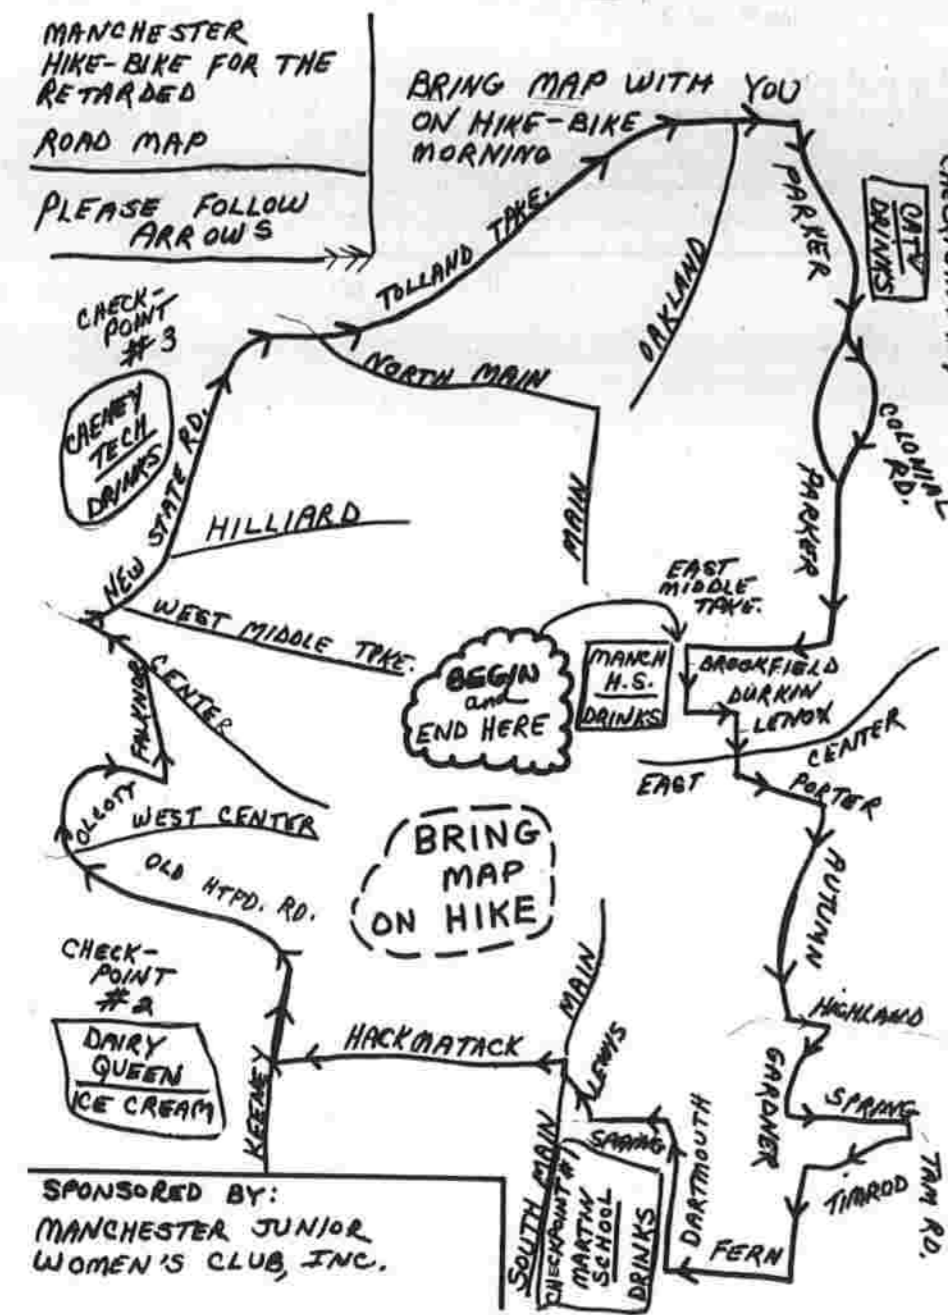 MANCHESTER
HIKE-BIKE FOR THE
RETARDED
ROAD MAP
PLEASE FOLLOW
ARROWS
BRING MAP WITH YOU
ON HIKE-BIKE
MORNING
PARKER
CATV
DRINKS
TOLLAND TPKE.
OAKLAND
CHECK-
POINT
#3
CHENEY
TECH
DRINKS
NEW STATE RD.
NORTH MAIN
MAIN
HILLIARD
COLONIAL
RD.
PARKER
WEST MIDDLE TPKE.
EAST
MIDDLE
TPKE.
BEGIN
and
END HERE
MANCH
H.S.
DRINKS
BROOKFIELD
DURKIN
LENOX
CENTER
FALKNOR
CENTER
EAST
PORTER
OLCOTT
WEST CENTER
OLD HTFD. RD.
BRING
MAP
ON HIKE
AUTUMN
CHECK-
POINT
#2
DAIRY
QUEEN
ICE CREAM
KEENEY
HACKMATACK
MAIN
LEWIS
HIGHLAND
GARDNER
SPRING
SPRING
TAM RD.
TIMROD
DARTMOUTH
FERN
SOUTH MAIN
CHECKPOINT #1
MARTIN
SCHOOL
DRINKS
SPONSORED BY:
MANCHESTER JUNIOR
WOMEN'S CLUB, INC.